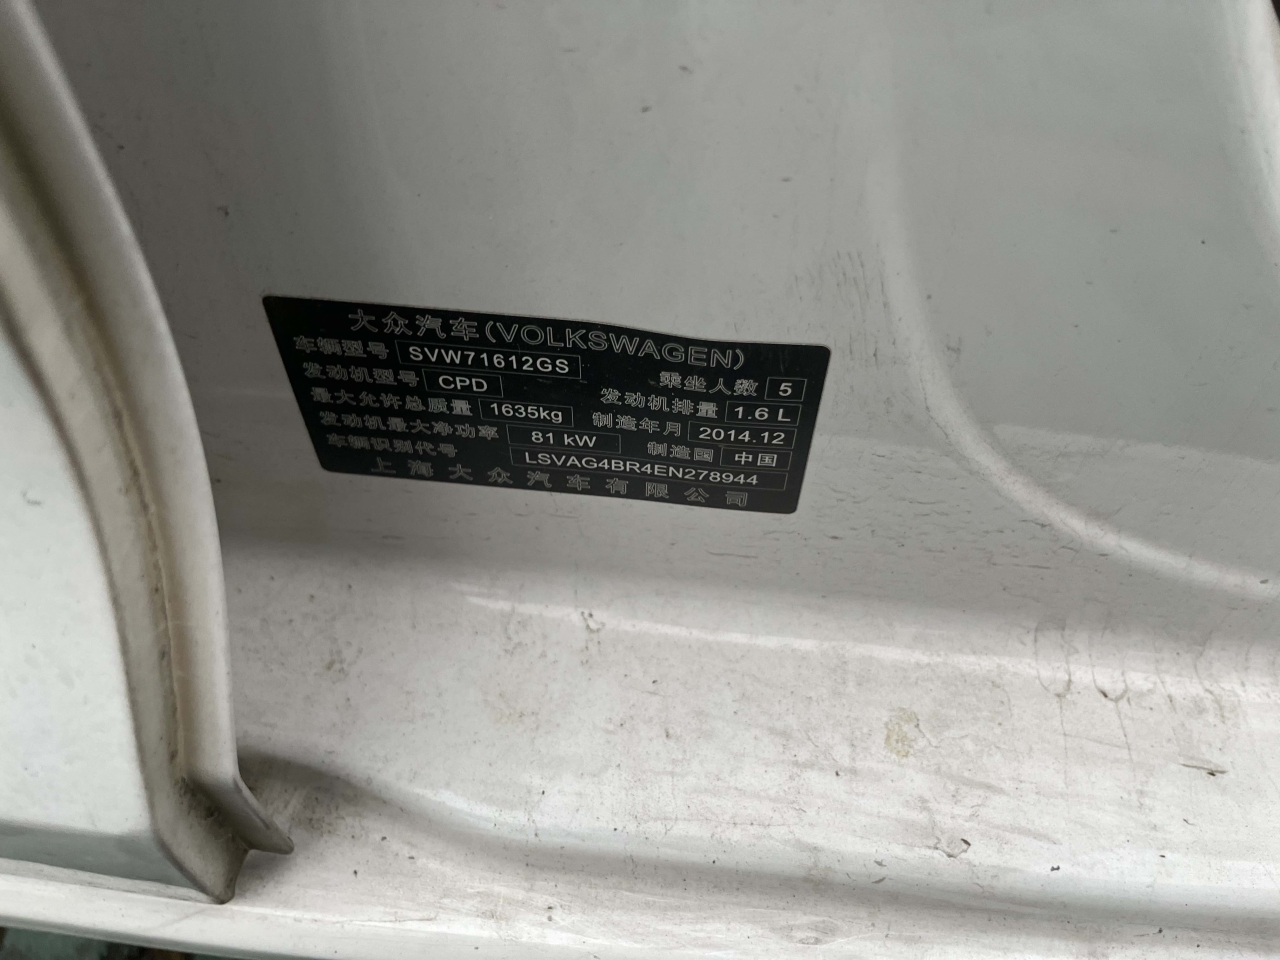 大众汽车(VOLKSWAGEN)
车辆型号 SVW71612GS 乘坐人数 5
发动机型号 CPD 发动机排量 1.6 L
最大允许总质量 1635kg 制造年月 2014.12
发动机最大净功率 81 kW 制造国 中国
车辆识别代号 LSVAG4BR4EN278944
上海大众汽车有限公司